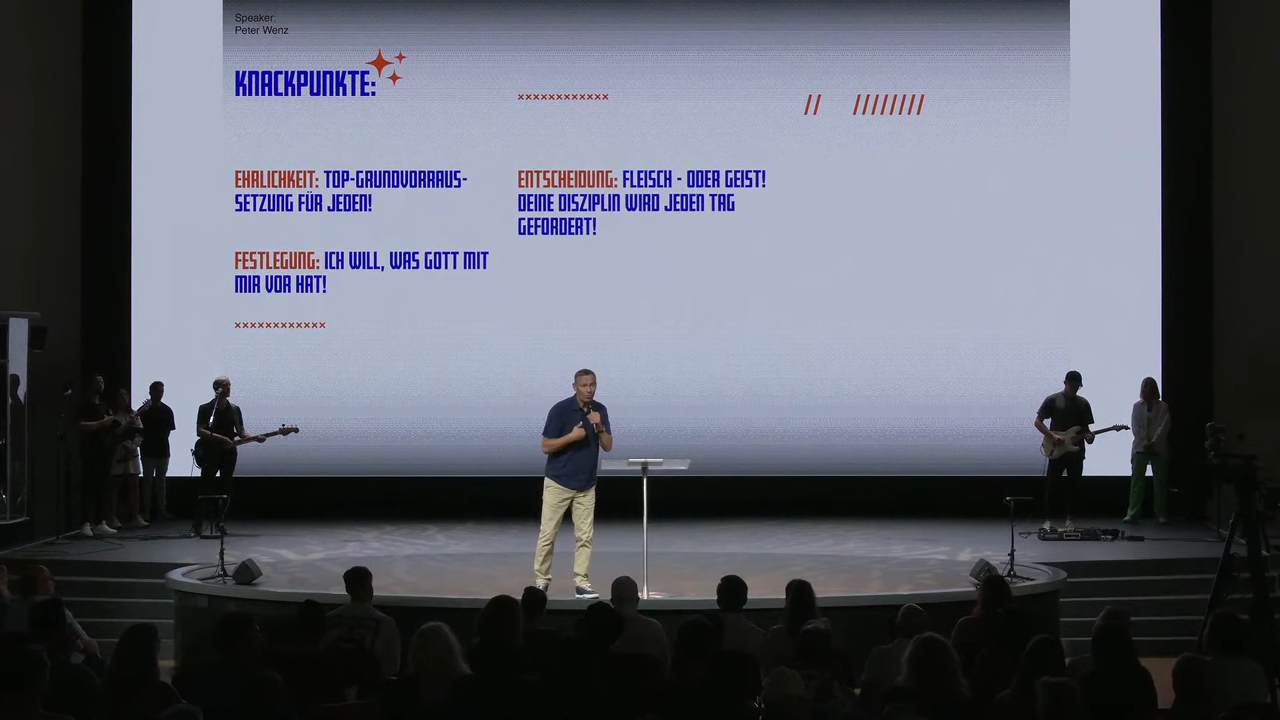 Speaker:
Peter Wenz
KNACKPUNKTE:
xxxxxxxxxxxx
// ////////
EHRLICHKEIT: TOP-GRUNDVORRAUS-
SETZUNG FÜR JEDEN!
FESTLEGUNG: ICH WILL, WAS GOTT MIT
MIR VOR HAT!
xxxxxxxxxxxx
ENTSCHEIDUNG: FLEISCH - ODER GEIST!
DEINE DISZIPLIN WIRD JEDEN TAG
GEFORDERT!